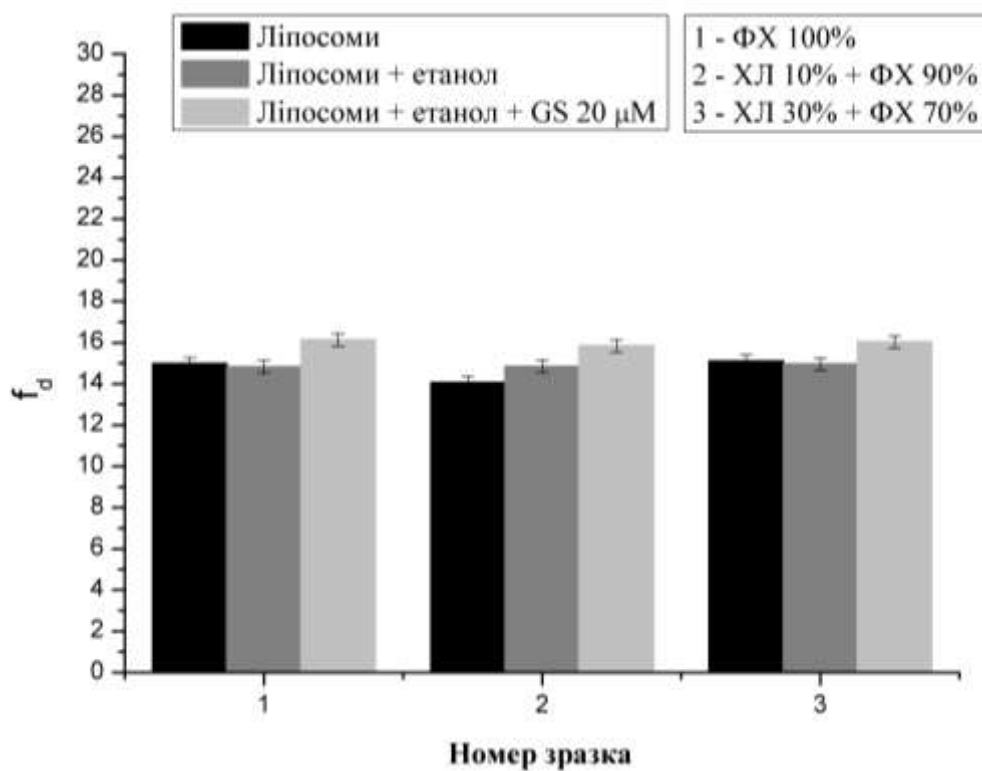 Ліпосоми
Ліпосоми + етанол
Ліпосоми + етанол + GS 20 μM
1 - ФХ 100%
2 - ХЛ 10% + ФХ 90%
3 - ХЛ 30% + ФХ 70%
30
28
26
24
22
20
18
16
14
12
10
8
6
4
2
0
f_d
1
2
3
Номер зразка